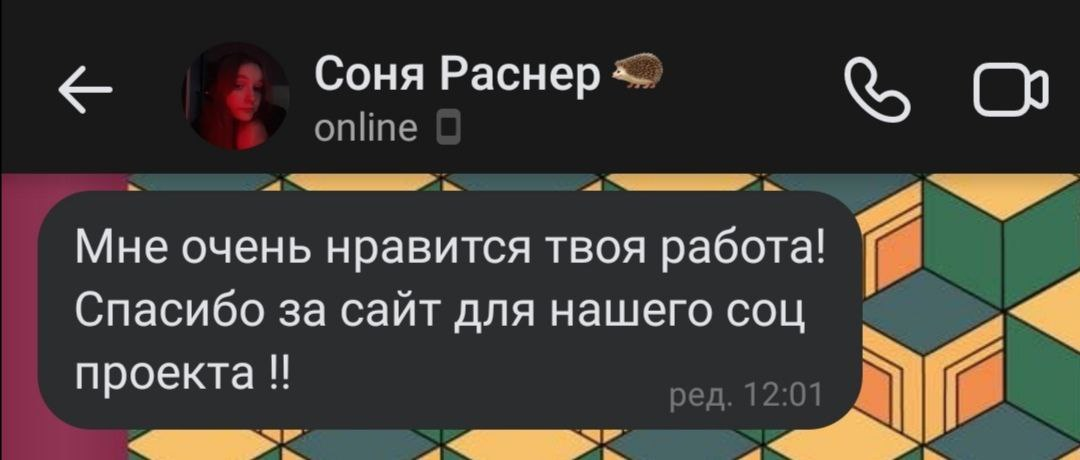 Соня Раснер🦔
online
Мне очень нравится твоя работа!
Спасибо за сайт для нашего соц
проекта !!
ред. 12:01